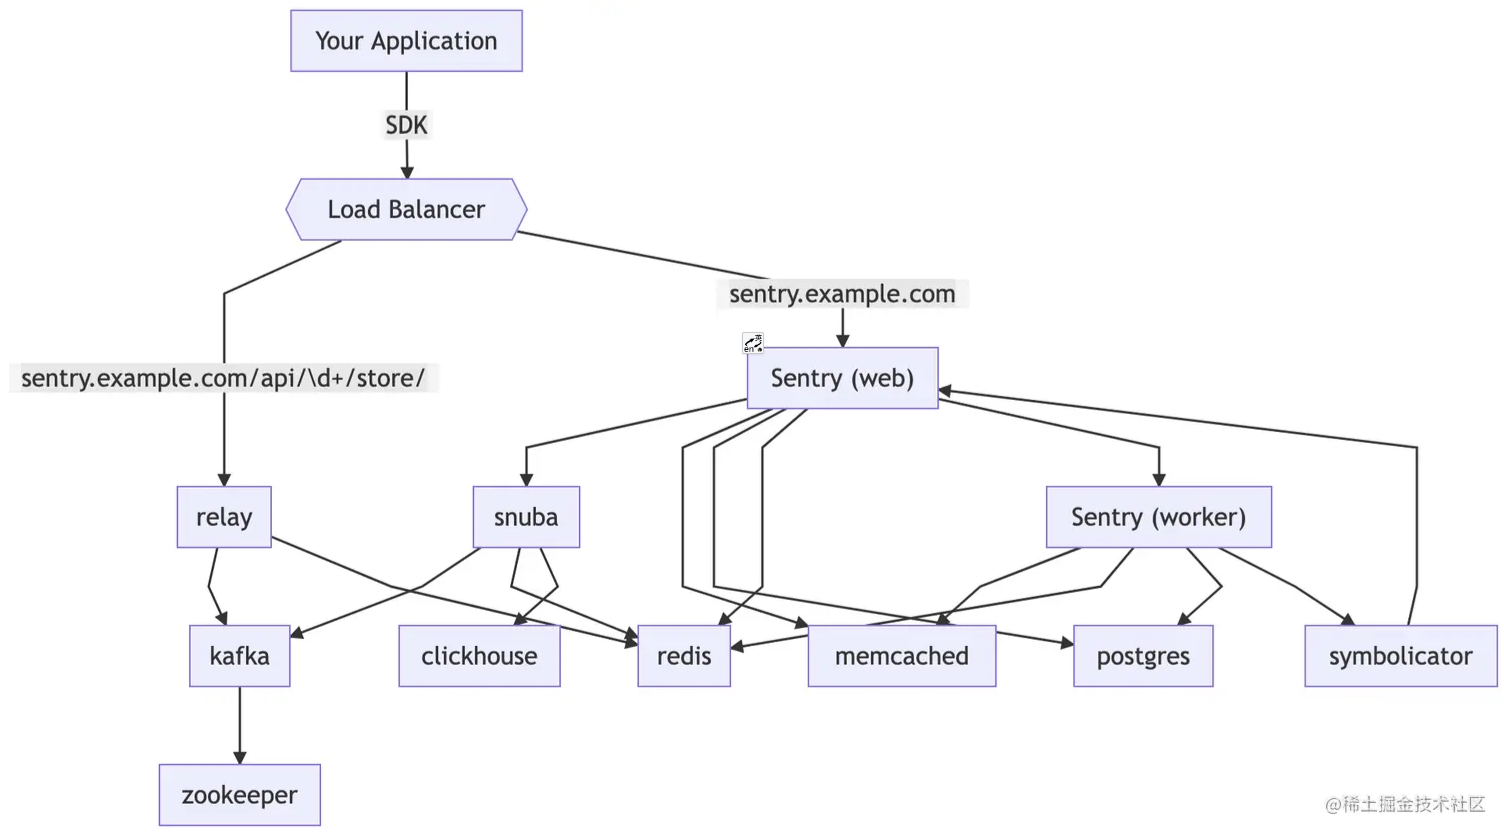 Your Application
SDK
Load Balancer
sentry.example.com
sentry.example.com/api/\d+/store/
Sentry (web)
relay
snuba
Sentry (worker)
kafka
clickhouse
redis
memcached
postgres
symbolicator
zookeeper
@稀土掘金技术社区